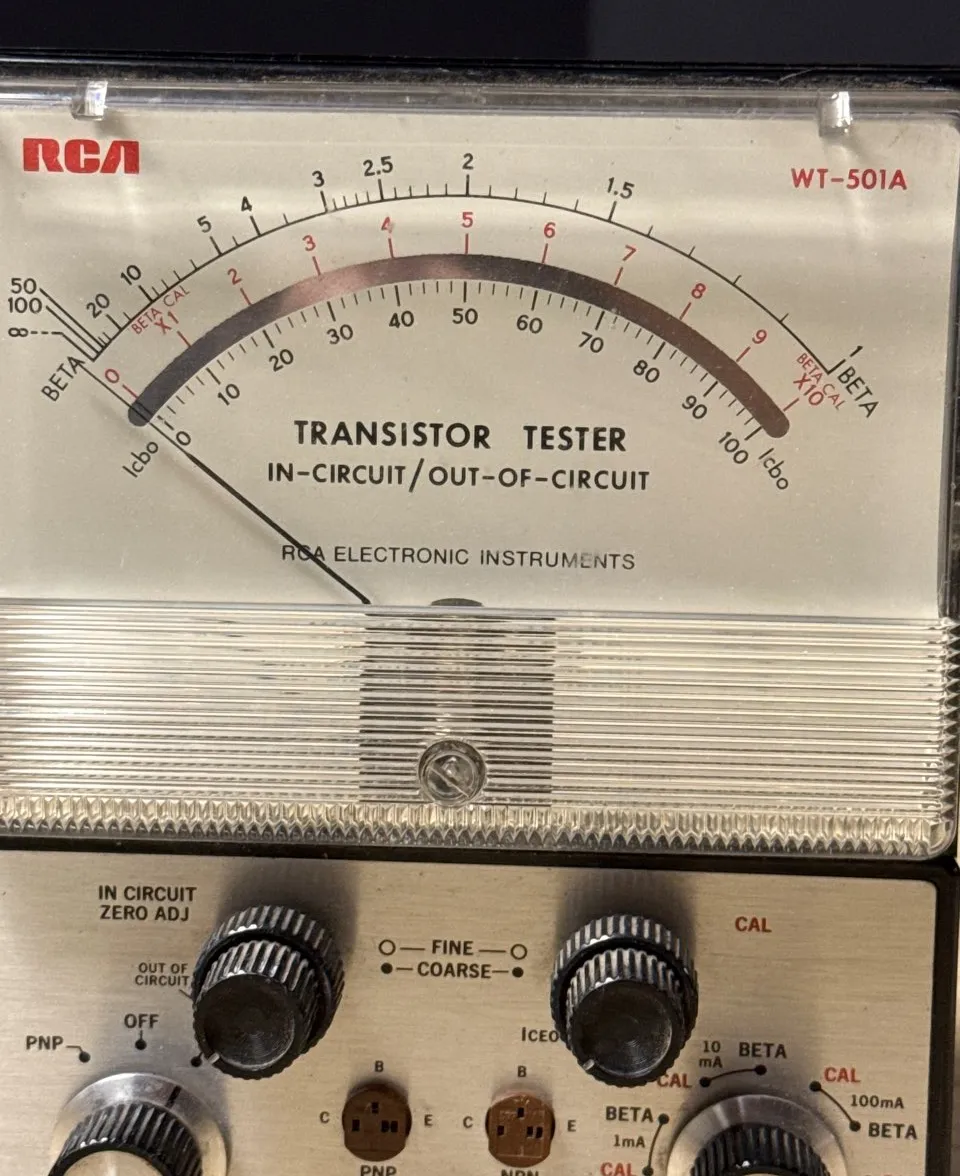 RCA
WT-501A
50 100 ∞ 20 10 5 4 3 2.5 2 1.5 1
BETA
BETA
0 2 3 4 5 6 7 8 9
BETA CAL
X1
BETA CAL
X10
0 10 20 30 40 50 60 70 80 90 100
Icbo
Icbo
TRANSISTOR TESTER
IN-CIRCUIT/OUT-OF-CIRCUIT
RCA ELECTRONIC INSTRUMENTS
IN CIRCUIT
ZERO ADJ
OUT OF
CIRCUIT
FINE
COARSE
CAL
PNP
OFF
ICEO
B
C
E
PNP
B
C
E
NPN
10
mA
BETA
CAL
CAL
100mA
BETA
BETA
1mA
CAL